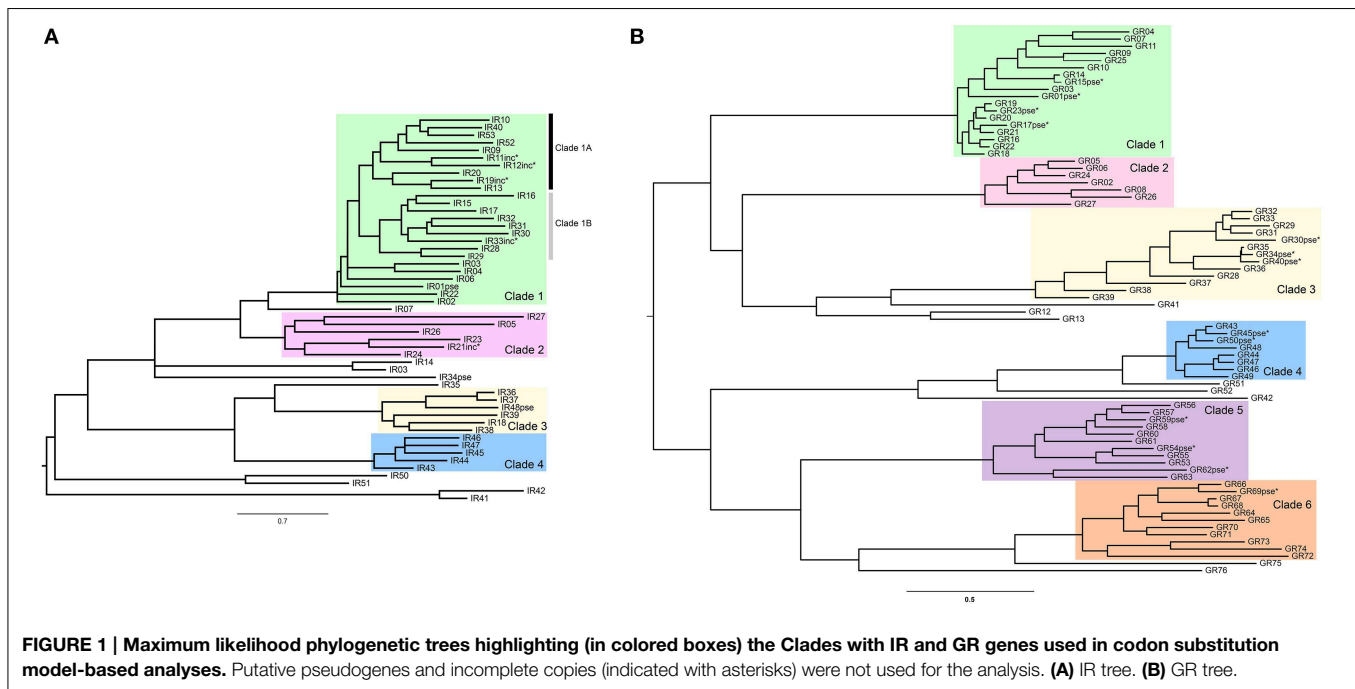 A
IR10
IR40
IR53
IR52
IR09
IR11inc*
IR12inc*
IR20
IR19inc*
IR13
Clade 1A
IR16
IR15
IR17
IR32
IR31
IR30
IR33inc*
IR28
IR29
Clade 1B
IR03
IR04
IR06
IR01pse
IR22
IR02
Clade 1
IR07
IR27
IR05
IR26
IR23
IR21inc*
IR24
Clade 2
IR14
IR03
IR34pse
IR35
IR36
IR37
IR48pse
IR39
IR18
IR38
Clade 3
IR46
IR47
IR45
IR44
IR43
Clade 4
IR50
IR51
IR42
IR41
0.7
B
GR04
GR07
GR11
GR09
GR25
GR10
GR14
GR15pse*
GR03
GR01pse*
GR19
GR23pse*
GR20
GR17pse*
GR21
GR16
GR22
GR18
Clade 1
GR05
GR06
GR24
GR02
GR08
GR26
GR27
Clade 2
GR32
GR33
GR29
GR31
GR30pse*
GR35
GR34pse*
GR40pse*
GR36
GR28
GR37
GR38
GR39
Clade 3
GR41
GR12
GR13
GR43
GR45pse*
GR50pse*
GR48
GR44
GR47
GR46
GR49
Clade 4
GR51
GR52
GR42
GR56
GR57
GR59pse*
GR58
GR60
GR61
GR54pse*
GR55
GR53
GR62pse*
GR63
Clade 5
GR66
GR69pse*
GR67
GR68
GR64
GR65
GR70
GR71
GR73
GR74
GR72
Clade 6
GR75
GR76
0.5
FIGURE 1 | Maximum likelihood phylogenetic trees highlighting (in colored boxes) the Clades with IR and GR genes used in codon substitution
model-based analyses. Putative pseudogenes and incomplete copies (indicated with asterisks) were not used for the analysis. (A) IR tree. (B) GR tree.